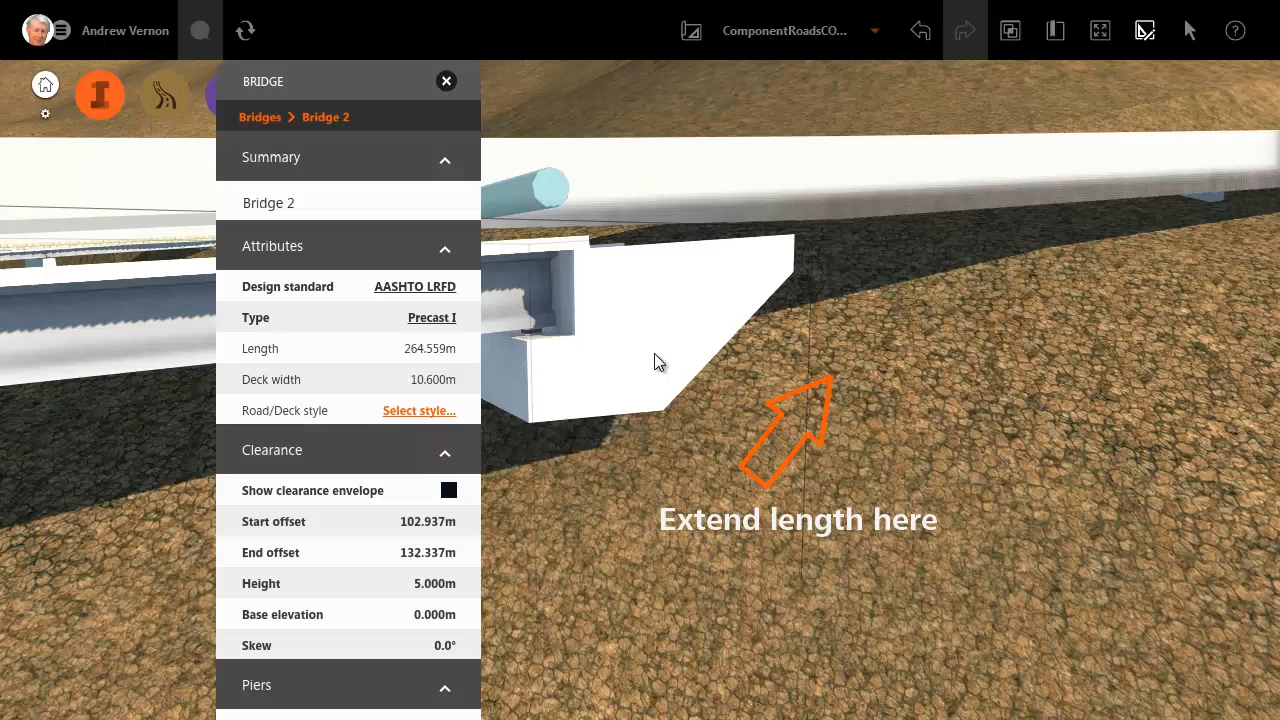 Andrew Vernon
ComponentRoadsCO...
?
BRIDGE
Bridges > Bridge 2
Summary
Bridge 2
Attributes
Design standard AASHTO LRFD
Type Precast I
Length 264.559m
Deck width 10.600m
Road/Deck style Select style...
Clearance
Show clearance envelope
Start offset 102.937m
End offset 132.337m
Height 5.000m
Base elevation 0.000m
Skew 0.0°
Piers
Extend length here